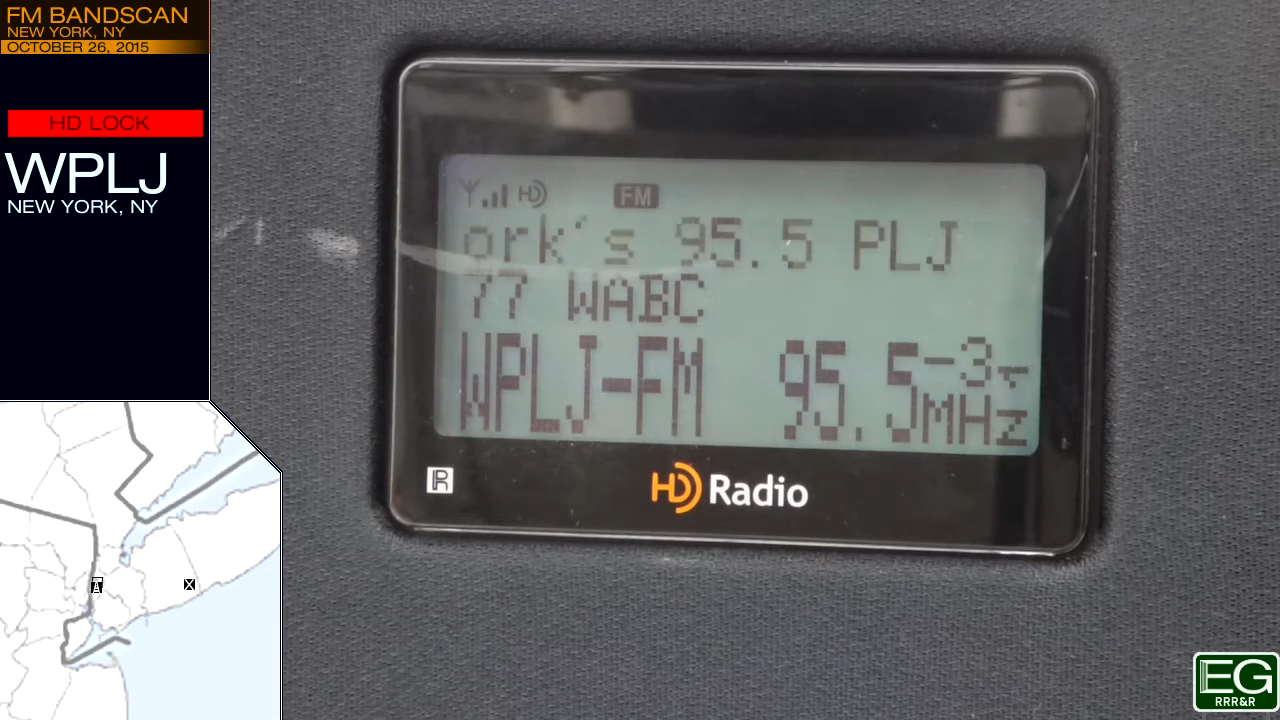 FM BANDSCAN
NEW YORK, NY
OCTOBER 26, 2015
HD LOCK
WPLJ
NEW YORK, NY
HD FM
ork's 95.5 PLJ
77 WABC
WPLJ-FM 95.5-3 MHz
R
HD Radio
EG
RRR&R